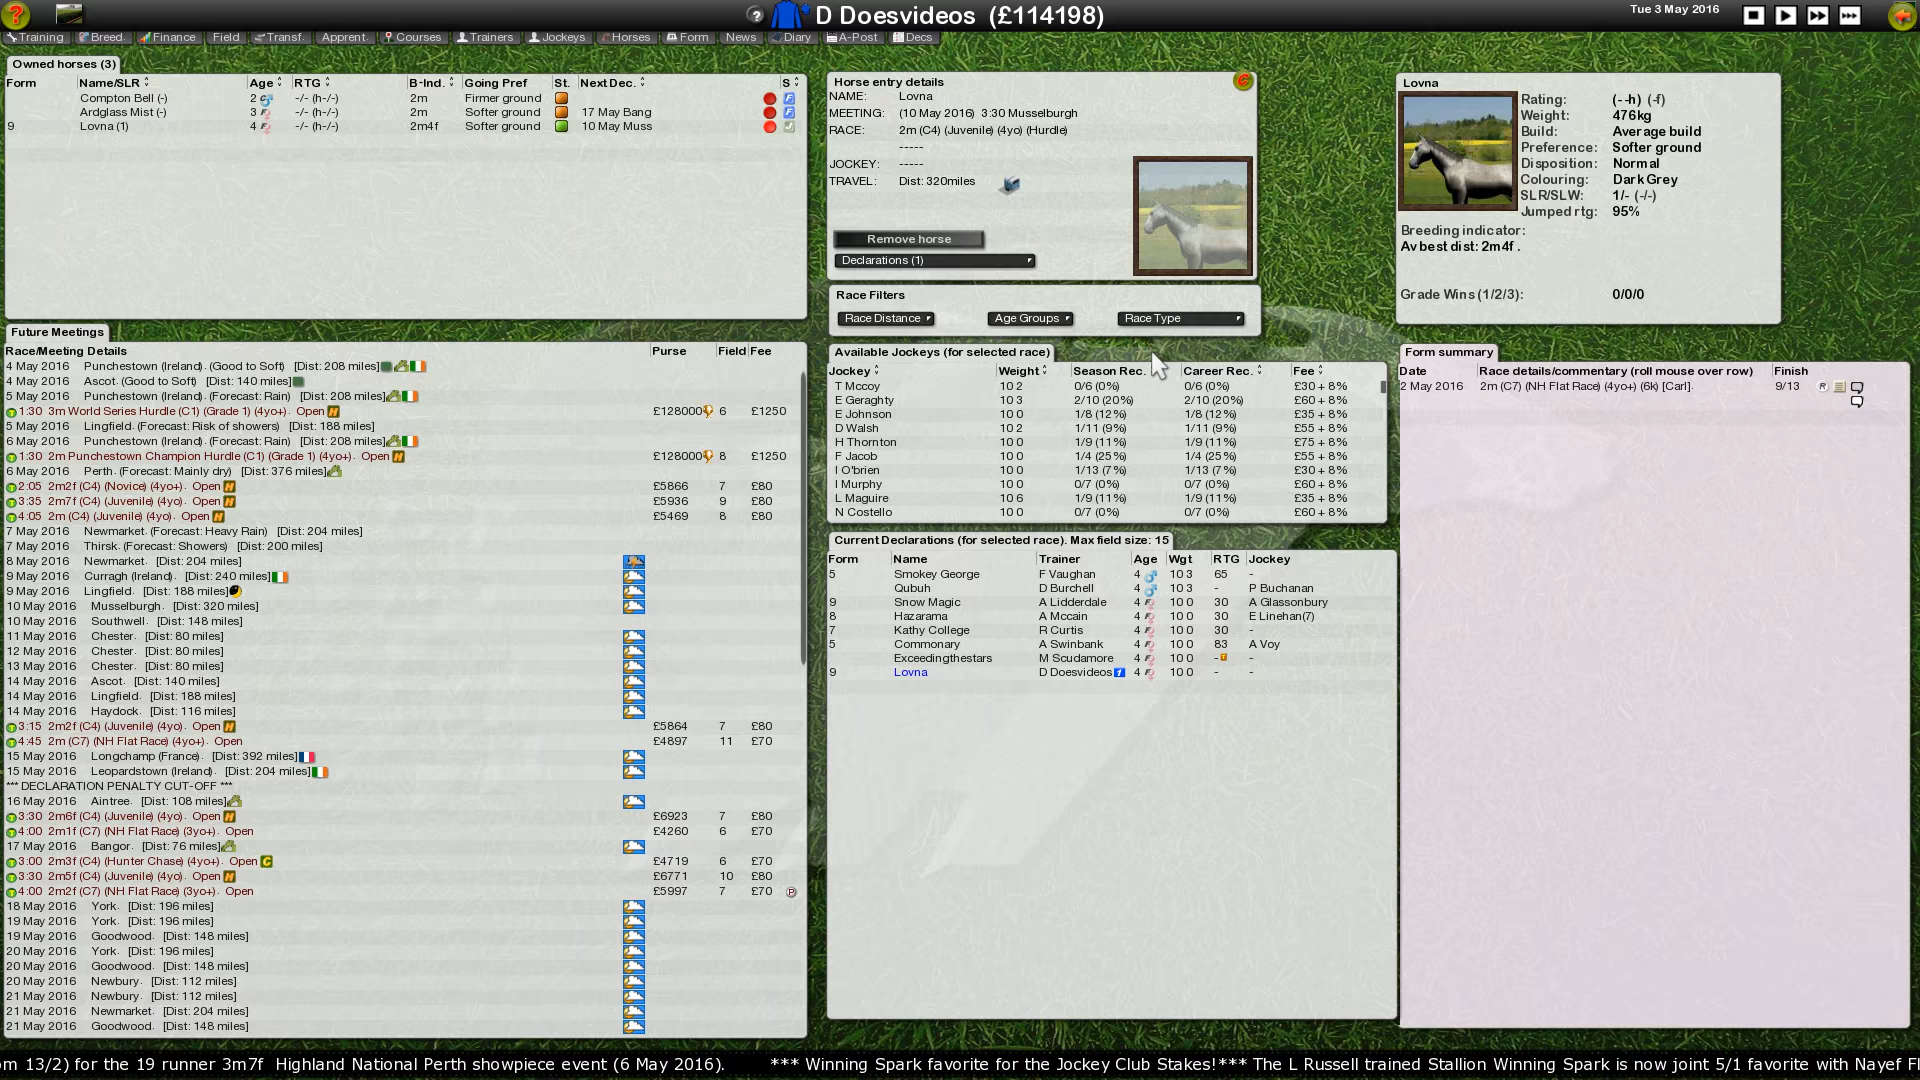 D Doesvideos (£114198)
Tue 3 May 2016
Training Breed. Finance Field Transf. Apprent. Courses Trainers Jockeys Horses Form News Diary A-Post Decs
Owned horses (3)
Form Name/SLR Age RTG B-Ind. Going Pref St. Next Dec. S
Compton Bell (-) 2 -/- (h-/-) 2m Firmer ground
Ardglass Mist (-) 3 -/- (h-/-) 2m Softer ground 17 May Bang
9 Lovna (1) 4 -/- (h-/-) 2m4f Softer ground 10 May Muss
Future Meetings
Race/Meeting Details Purse Field Fee
4 May 2016 Punchestown (Ireland). (Good to Soft) [Dist: 208 miles]
4 May 2016 Ascot. (Good to Soft) [Dist: 140 miles]
5 May 2016 Punchestown (Ireland). (Forecast: Rain) [Dist: 208 miles]
1:30 3m World Series Hurdle (C1) (Grade 1) (4yo+). Open £128000 6 £1250
5 May 2016 Lingfield. (Forecast: Risk of showers) [Dist: 188 miles]
6 May 2016 Punchestown (Ireland). (Forecast: Rain) [Dist: 208 miles]
1:30 2m Punchestown Champion Hurdle (C1) (Grade 1) (4yo+). Open £128000 8 £1250
6 May 2016 Perth. (Forecast: Mainly dry) [Dist: 376 miles]
2:05 2m2f (C4) (Novice) (4yo+). Open £5866 7 £80
3:35 2m7f (C4) (Juvenile) (4yo). Open £5936 9 £80
4:05 2m (C4) (Juvenile) (4yo). Open £5469 8 £80
7 May 2016 Newmarket. (Forecast: Heavy Rain) [Dist: 204 miles]
7 May 2016 Thirsk. (Forecast: Showers) [Dist: 200 miles]
8 May 2016 Newmarket. [Dist: 204 miles]
9 May 2016 Curragh (Ireland). [Dist: 240 miles]
9 May 2016 Lingfield. [Dist: 188 miles]
10 May 2016 Musselburgh. [Dist: 320 miles]
10 May 2016 Southwell. [Dist: 148 miles]
11 May 2016 Chester. [Dist: 80 miles]
12 May 2016 Chester. [Dist: 80 miles]
13 May 2016 Chester. [Dist: 80 miles]
14 May 2016 Ascot. [Dist: 140 miles]
14 May 2016 Lingfield. [Dist: 188 miles]
14 May 2016 Haydock. [Dist: 116 miles]
3:15 2m2f (C4) (Juvenile) (4yo). Open £5864 7 £80
4:45 2m (C7) (NH Flat Race) (4yo+). Open £4897 11 £70
15 May 2016 Longchamp (France). [Dist: 392 miles]
15 May 2016 Leopardstown (Ireland). [Dist: 204 miles]
*** DECLARATION PENALTY CUT-OFF ***
16 May 2016 Aintree. [Dist: 108 miles]
3:30 2m6f (C4) (Juvenile) (4yo). Open £6923 7 £80
4:00 2m1f (C7) (NH Flat Race) (3yo+). Open £4260 6 £70
17 May 2016 Bangor. [Dist: 76 miles]
3:00 2m3f (C4) (Hunter Chase) (4yo+). Open £4719 6 £70
3:30 2m5f (C4) (Juvenile) (4yo). Open £6771 10 £80
4:00 2m2f (C7) (NH Flat Race) (3yo+). Open £5997 7 £70
18 May 2016 York. [Dist: 196 miles]
19 May 2016 York. [Dist: 196 miles]
19 May 2016 Goodwood. [Dist: 148 miles]
20 May 2016 York. [Dist: 196 miles]
20 May 2016 Goodwood. [Dist: 148 miles]
20 May 2016 Newbury. [Dist: 112 miles]
21 May 2016 Newbury. [Dist: 112 miles]
21 May 2016 Newmarket. [Dist: 204 miles]
21 May 2016 Goodwood. [Dist: 148 miles]
Horse entry details
NAME: Lovna
MEETING: (10 May 2016) 3:30 Musselburgh
RACE: 2m (C4) (Juvenile) (4yo) (Hurdle)
-----
JOCKEY: -----
TRAVEL: Dist: 320miles
Remove horse
Declarations (1)
Race Filters
Race Distance Age Groups Race Type
Available Jockeys (for selected race)
Jockey Weight Season Rec. Career Rec. Fee
T Mccoy 10 2 0/6 (0%) 0/6 (0%) £30 + 8%
E Geraghty 10 3 2/10 (20%) 2/10 (20%) £60 + 8%
E Johnson 10 0 1/8 (12%) 1/8 (12%) £35 + 8%
D Walsh 10 2 1/11 (9%) 1/11 (9%) £55 + 8%
H Thornton 10 0 1/9 (11%) 1/9 (11%) £75 + 8%
F Jacob 10 0 1/4 (25%) 1/4 (25%) £55 + 8%
I O'brien 10 0 1/13 (7%) 1/13 (7%) £30 + 8%
I Murphy 10 0 0/7 (0%) 0/7 (0%) £60 + 8%
L Maguire 10 6 1/9 (11%) 1/9 (11%) £35 + 8%
N Costello 10 0 0/7 (0%) 0/7 (0%) £60 + 8%
Current Declarations (for selected race). Max field size: 15
Form Name Trainer Age Wgt RTG Jockey
5 Smokey George F Vaughan 4 10 3 65 -
Qubuh D Burchell 4 10 3 - P Buchanan
9 Snow Magic A Lidderdale 4 10 0 30 A Glassonbury
8 Hazarama A Mccain 4 10 0 30 E Linehan(7)
7 Kathy College R Curtis 4 10 0 30 -
5 Commonary A Swinbank 4 10 0 83 A Voy
Exceedingthestars M Scudamore 4 10 0 - -
9 Lovna D Doesvideos 4 10 0 - -
Lovna
Rating: (- -h) (-f)
Weight: 476kg
Build: Average build
Preference: Softer ground
Disposition: Normal
Colouring: Dark Grey
SLR/SLW: 1/- (-/-)
Jumped rtg: 95%
Breeding indicator:
Av best dist: 2m4f .
Grade Wins (1/2/3): 0/0/0
Form summary
Date Race details/commentary (roll mouse over row) Finish
2 May 2016 2m (C7) (NH Flat Race) (4yo+) (6k) [Carl]. 9/13
om 13/2) for the 19 runner 3m7f Highland National Perth showpiece event (6 May 2016). *** Winning Spark favorite for the Jockey Club Stakes!*** The L Russell trained Stallion Winning Spark is now joint 5/1 favorite with Nayef Fl